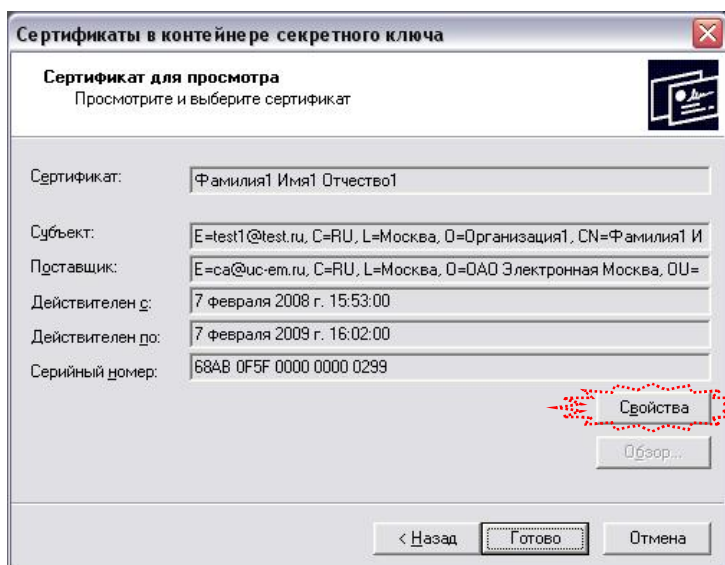 Сертификаты в контейнере секретного ключа
Сертификат для просмотра
Просмотрите и выберите сертификат
Сертификат:
Фамилия1 Имя1 Отчество1
Субъект:
E=test1@test.ru, C=RU, L=Москва, O=Организация1, CN=Фамилия1 И
Поставщик:
E=ca@uc-em.ru, C=RU, L=Москва, O=ОАО Электронная Москва, OU=
Действителен с:
7 февраля 2008 г. 15:53:00
Действителен по:
7 февраля 2009 г. 16:02:00
Серийный номер:
68AB 0F5F 0000 0000 0299
Свойства
Обзор...
< Назад
Готово
Отмена